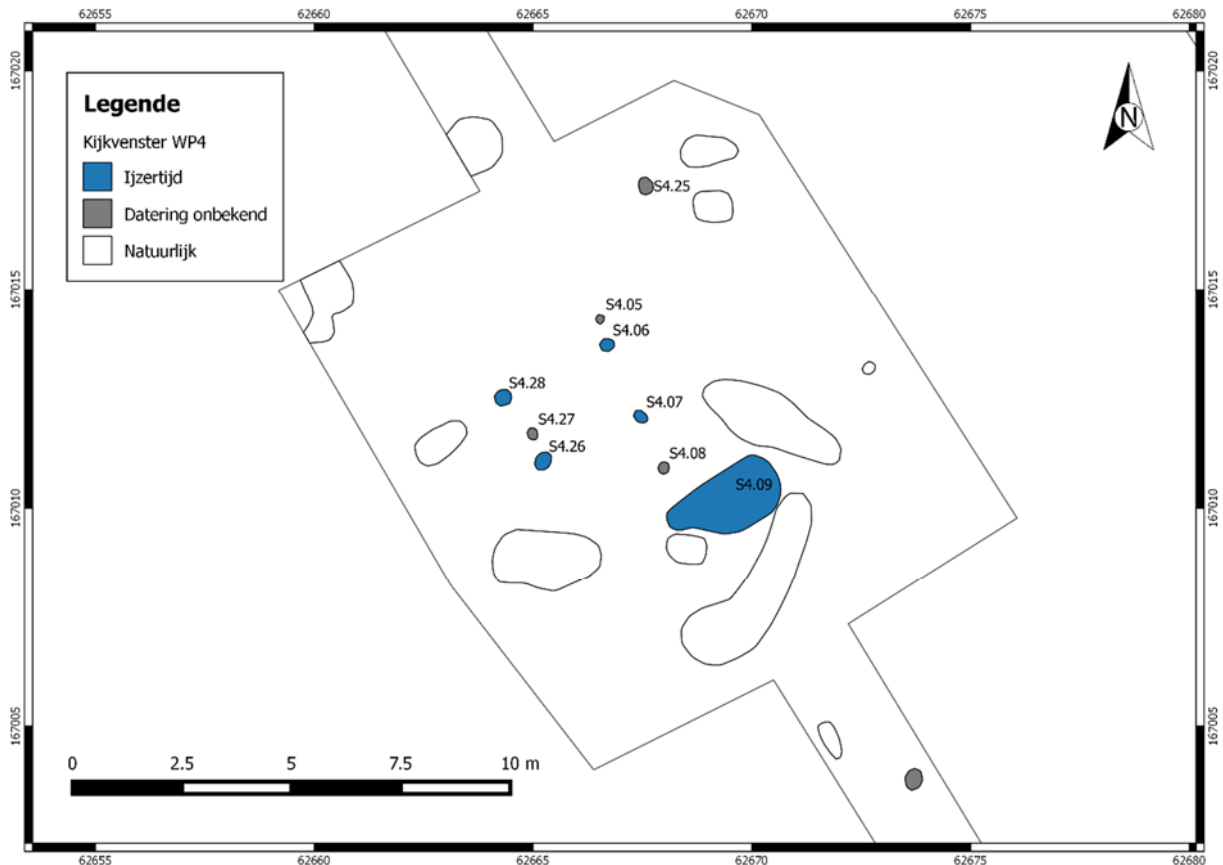 62655 62660 62665 62670 62675 62680
167020 167020
Legende
Kijkvenster WP4
Ijzertijd
Datering onbekend
Natuurlijk
N
S4.25
167015 167015
S4.05
S4.06
S4.28
S4.07
S4.27
S4.26
S4.08
S4.09
167010 167010
167005 167005
0 2.5 5 7.5 10 m
62655 62660 62665 62670 62675 62680